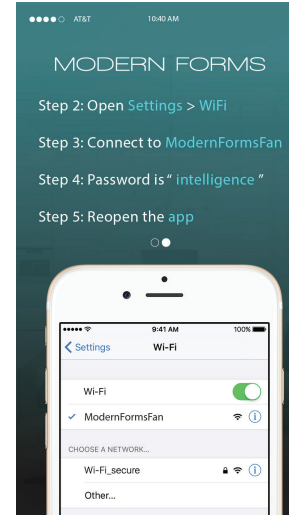 AT&T 10:40 AM
MODERN FORMS
Step 2: Open Settings > WiFi
Step 3: Connect to ModernFormsFan
Step 4: Password is “ intelligence ”
Step 5: Reopen the app
9:41 AM 100%
Settings Wi-Fi
Wi-Fi
ModernFormsFan
CHOOSE A NETWORK...
Wi-Fi_secure
Other...